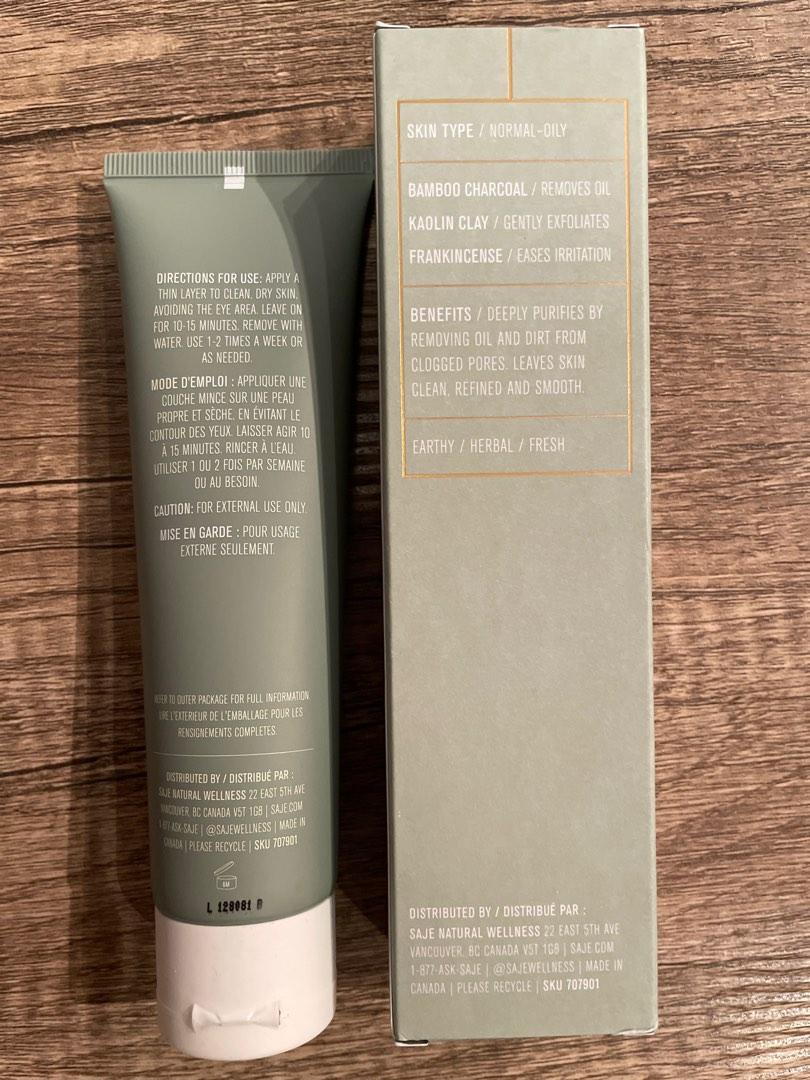 DIRECTIONS FOR USE: APPLY A
THIN LAYER TO CLEAN, DRY SKIN,
AVOIDING THE EYE AREA. LEAVE ON
FOR 10-15 MINUTES. REMOVE WITH
WATER. USE 1-2 TIMES A WEEK OR
AS NEEDED.
MODE D'EMPLOI : APPLIQUER UNE
COUCHE MINCE SUR UNE PEAU
PROPRE ET SÈCHE, EN ÉVITANT LE
CONTOUR DES YEUX. LAISSER AGIR 10
À 15 MINUTES. RINCER À L'EAU.
UTILISER 1 OU 2 FOIS PAR SEMAINE
OU AU BESOIN.
CAUTION: FOR EXTERNAL USE ONLY.
MISE EN GARDE : POUR USAGE
EXTERNE SEULEMENT.
REFER TO OUTER PACKAGE FOR FULL INFORMATION.
LIRE L'EXTERIEUR DE L'EMBALLAGE POUR LES
RENSIGNEMENTS COMPLETES.
DISTRIBUTED BY / DISTRIBUÉ PAR :
SAJE NATURAL WELLNESS 22 EAST 5TH AVE
VANCOUVER, BC CANADA V5T 1G8 | SAJE.COM
1-877-ASK-SAJE | @SAJEWELLNESS | MADE IN
CANADA | PLEASE RECYCLE | SKU 707901
6M
L 128081 B
SKIN TYPE / NORMAL-OILY
BAMBOO CHARCOAL / REMOVES OIL
KAOLIN CLAY / GENTLY EXFOLIATES
FRANKINCENSE / EASES IRRITATION
BENEFITS / DEEPLY PURIFIES BY
REMOVING OIL AND DIRT FROM
CLOGGED PORES. LEAVES SKIN
CLEAN, REFINED AND SMOOTH.
EARTHY / HERBAL / FRESH
DISTRIBUTED BY / DISTRIBUÉ PAR :
SAJE NATURAL WELLNESS 22 EAST 5TH AVE
VANCOUVER, BC CANADA V5T 1G8 | SAJE.COM
1-877-ASK-SAJE | @SAJEWELLNESS | MADE IN
CANADA | PLEASE RECYCLE | SKU 707901